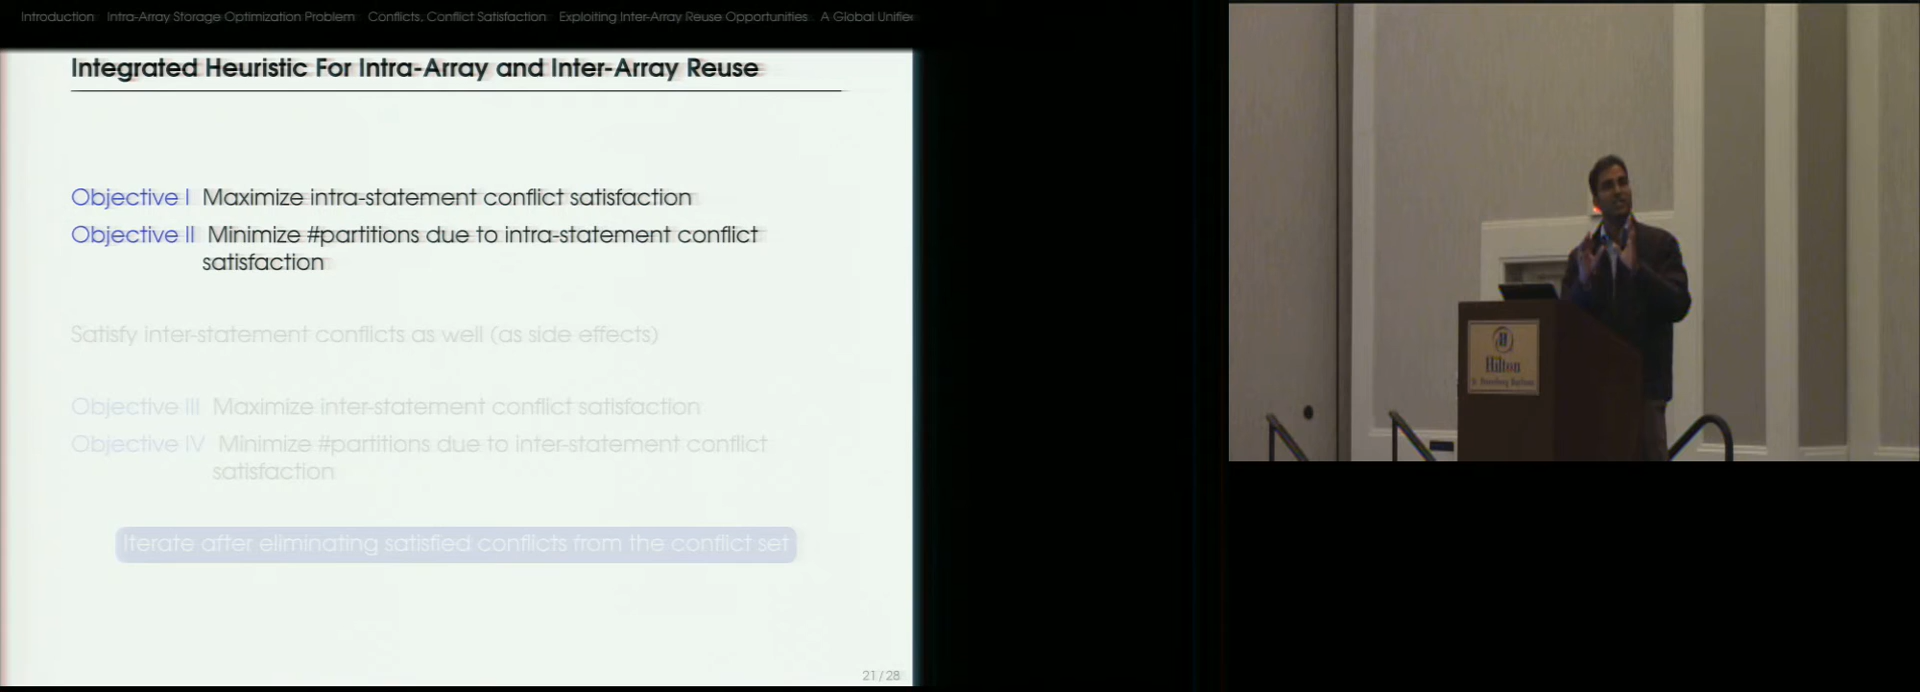 Introduction Intra-Array Storage Optimization Problem Conflicts, Conflict Satisfaction Exploiting Inter-Array Reuse Opportunities A Global
Integrated Heuristic For Intra-Array and Inter-Array Reuse
Objective I Maximize intra-statement conflict satisfaction
Objective II Minimize #partitions due to intra-statement conflict
satisfaction
Satisfy inter-statement conflicts as well (as side effects)
Objective III Maximize inter-statement conflict satisfaction
Objective IV Minimize #partitions due to inter-statement conflict
satisfaction
Iterate after eliminating satisfied conflicts from the conflict set
21 / 28
Hilton